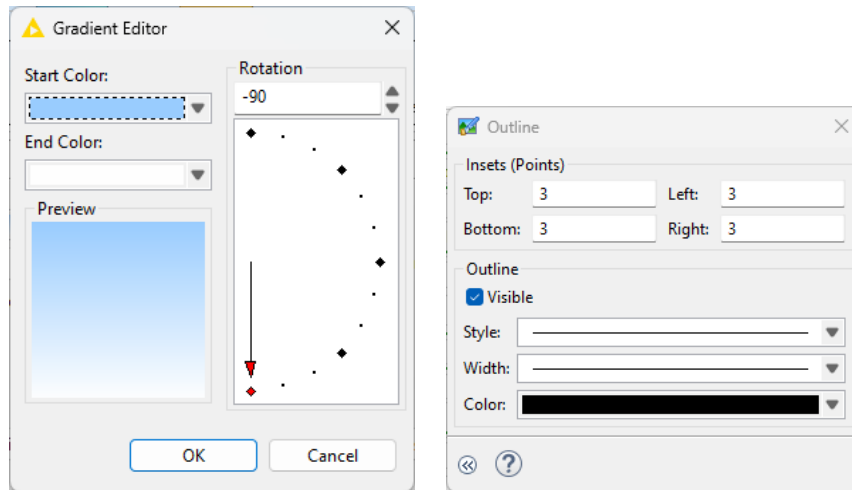 Gradient Editor
Start Color:
End Color:
Preview
Rotation
-90
OK
Cancel
Outline
Insets (Points)
Top: 3 Left: 3
Bottom: 3 Right: 3
Outline
Visible
Style:
Width:
Color: